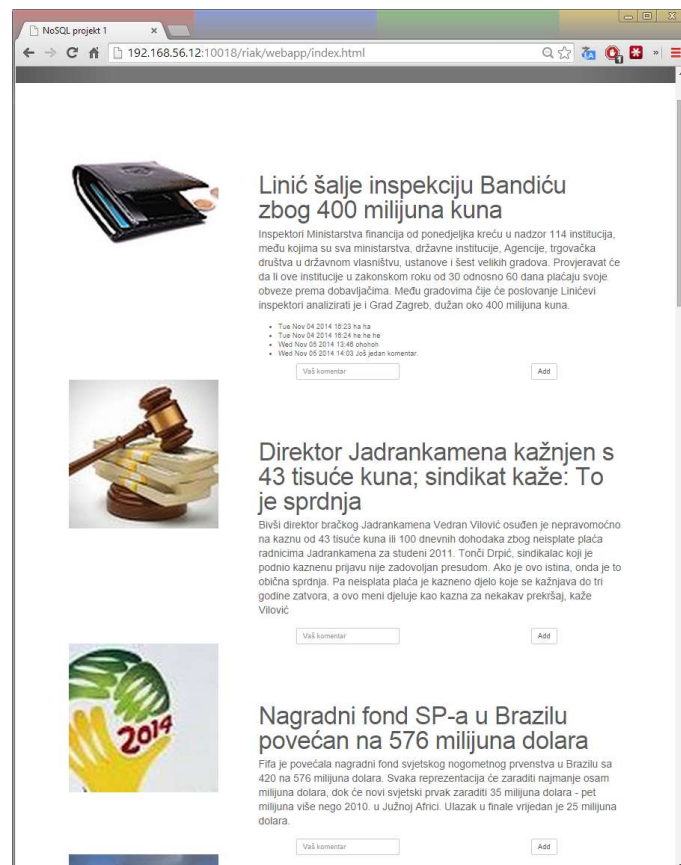 NoSQL projekt 1
192.168.56.12:10018/riak/webapp/index.html
Linić šalje inspekciju Bandiću
zbog 400 milijuna kuna
Inspektori Ministarstva financija od ponedjeljka kreću u nadzor 114 institucija,
među kojima su sva ministarstva, državne institucije, Agencije, trgovačka
društva u državnom vlasništvu, ustanove i šest velikih gradova. Provjeravat će
da li ove institucije u zakonskom roku od 30 odnosno 60 dana plaćaju svoje
obveze prema dobavljačima. Među gradovima čije će poslovanje Linićevi
inspektori analizirati je i Grad Zagreb, dužan oko 400 milijuna kuna.
Tue Nov 04 2014 16:23 ha ha
Tue Nov 04 2014 16:24 he he he
Wed Nov 05 2014 13:46 ohohoh
Wed Nov 05 2014 14:03 Još jedan komentar.
Vaš komentar Add
Direktor Jadrankamena kažnjen s
43 tisuće kuna; sindikat kaže: To
je sprdnja
Bivši direktor bračkog Jadrankamena Vedran Vilović osuđen je nepravomoćno
na kaznu od 43 tisuće kuna ili 100 dnevnih dohodaka zbog neisplate plaća
radnicima Jadrankamena za studeni 2011. Tonči Drpić, sindikalac koji je
podnio kaznenu prijavu nije zadovoljan presudom. Ako je ovo istina, onda je to
obična sprdnja. Pa neisplata plaća je kazneno djelo koje se kažnjava do tri
godine zatvora, a ovo meni djeluje kao kazna za nekakav prekršaj, kaže
Vilović
Vaš komentar Add
2014
Nagradni fond SP-a u Brazilu
povećan na 576 milijuna dolara
Fifa je povećala nagradni fond svjetskog nogometnog prvenstva u Brazilu sa
420 na 576 milijuna dolara. Svaka reprezentacija će zaraditi najmanje osam
milijuna dolara, dok će novi svjetski prvak zaraditi 35 milijuna dolara - pet
milijuna više nego 2010. u Južnoj Africi. Ulazak u finale vrijedan je 25 milijuna
dolara.
Vaš komentar Add